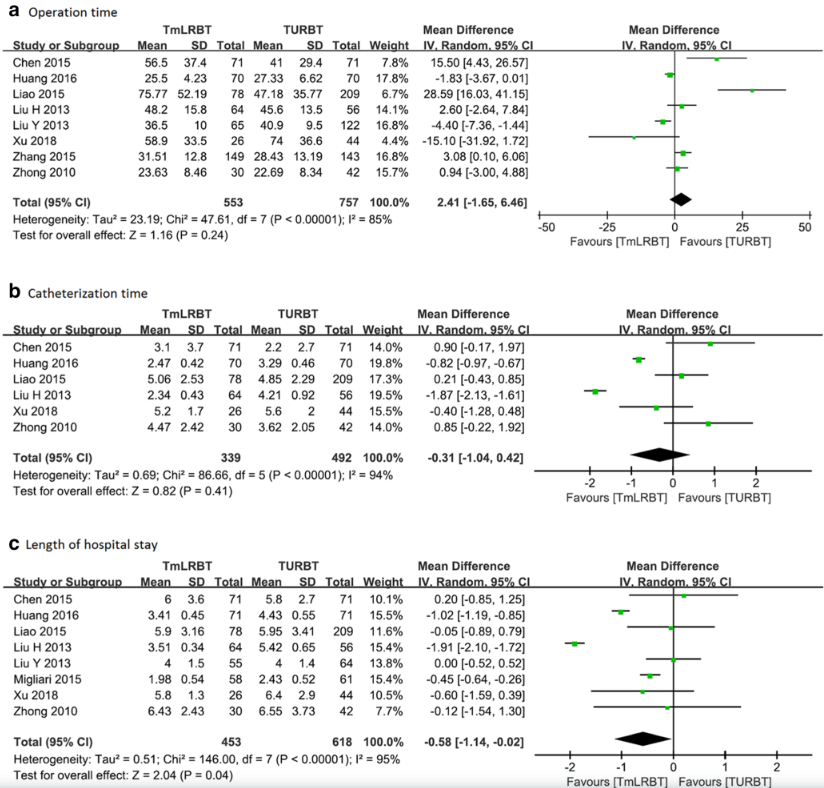 a Operation time
TmLRBT TURBT Mean Difference Mean Difference
Study or Subgroup Mean SD Total Mean SD Total Weight IV, Random, 95% CI IV, Random, 95% CI
Chen 2015 56.5 37.4 71 41 29.4 71 7.8% 15.50 [4.43, 26.57]
Huang 2016 25.5 4.23 70 27.33 6.62 70 17.8% -1.83 [-3.67, 0.01]
Liao 2015 75.77 52.19 78 47.18 35.77 209 6.7% 28.59 [16.03, 41.15]
Liu H 2013 48.2 15.8 64 45.6 13.5 56 14.1% 2.60 [-2.64, 7.84]
Liu Y 2013 36.5 10 65 40.9 9.5 122 16.8% -4.40 [-7.36, -1.44]
Xu 2018 58.9 33.5 26 74 36.6 44 4.4% -15.10 [-31.92, 1.72]
Zhang 2015 31.51 12.8 149 28.43 13.19 143 16.8% 3.08 [0.10, 6.06]
Zhong 2010 23.63 8.46 30 22.69 8.34 42 15.7% 0.94 [-3.00, 4.88]
Total (95% CI) 553 757 100.0% 2.41 [-1.65, 6.46]
Heterogeneity: Tau² = 23.19; Chi² = 47.61, df = 7 (P < 0.00001); I² = 85%
Test for overall effect: Z = 1.16 (P = 0.24)
-50 -25 0 25 50
Favours [TmLRBT] Favours [TURBT]
b Catheterization time
TmLRBT TURBT Mean Difference Mean Difference
Study or Subgroup Mean SD Total Mean SD Total Weight IV, Random, 95% CI IV, Random, 95% CI
Chen 2015 3.1 3.7 71 2.2 2.7 71 14.0% 0.90 [-0.17, 1.97]
Huang 2016 2.47 0.42 70 3.29 0.46 70 19.8% -0.82 [-0.97, -0.67]
Liao 2015 5.06 2.53 78 4.85 2.29 209 17.3% 0.21 [-0.43, 0.85]
Liu H 2013 2.34 0.43 64 4.21 0.92 56 19.5% -1.87 [-2.13, -1.61]
Xu 2018 5.2 1.7 26 5.6 2 44 15.5% -0.40 [-1.28, 0.48]
Zhong 2010 4.47 2.42 30 3.62 2.05 42 14.0% 0.85 [-0.22, 1.92]
Total (95% CI) 339 492 100.0% -0.31 [-1.04, 0.42]
Heterogeneity: Tau² = 0.69; Chi² = 86.66, df = 5 (P < 0.00001); I² = 94%
Test for overall effect: Z = 0.82 (P = 0.41)
-2 -1 0 1 2
Favours [TmLRBT] Favours [TURBT]
c Length of hospital stay
TmLRBT TURBT Mean Difference Mean Difference
Study or Subgroup Mean SD Total Mean SD Total Weight IV, Random, 95% CI IV, Random, 95% CI
Chen 2015 6 3.6 71 5.8 2.7 71 10.1% 0.20 [-0.85, 1.25]
Huang 2016 3.41 0.45 71 4.43 0.55 71 15.4% -1.02 [-1.19, -0.85]
Liao 2015 5.9 3.16 78 5.95 3.41 209 11.6% -0.05 [-0.89, 0.79]
Liu H 2013 3.51 0.34 64 5.42 0.65 56 15.4% -1.91 [-2.10, -1.72]
Liu Y 2013 4 1.5 55 4 1.4 64 13.8% 0.00 [-0.52, 0.52]
Migliari 2015 1.98 0.54 58 2.43 0.52 61 15.4% -0.45 [-0.64, -0.26]
Xu 2018 5.8 1.3 26 6.4 2.9 44 10.5% -0.60 [-1.59, 0.39]
Zhong 2010 6.43 2.43 30 6.55 3.73 42 7.7% -0.12 [-1.54, 1.30]
Total (95% CI) 453 618 100.0% -0.58 [-1.14, -0.02]
Heterogeneity: Tau² = 0.51; Chi² = 146.00, df = 7 (P < 0.00001); I² = 95%
Test for overall effect: Z = 2.04 (P = 0.04)
-2 -1 0 1 2
Favours [TmLRBT] Favours [TURBT]